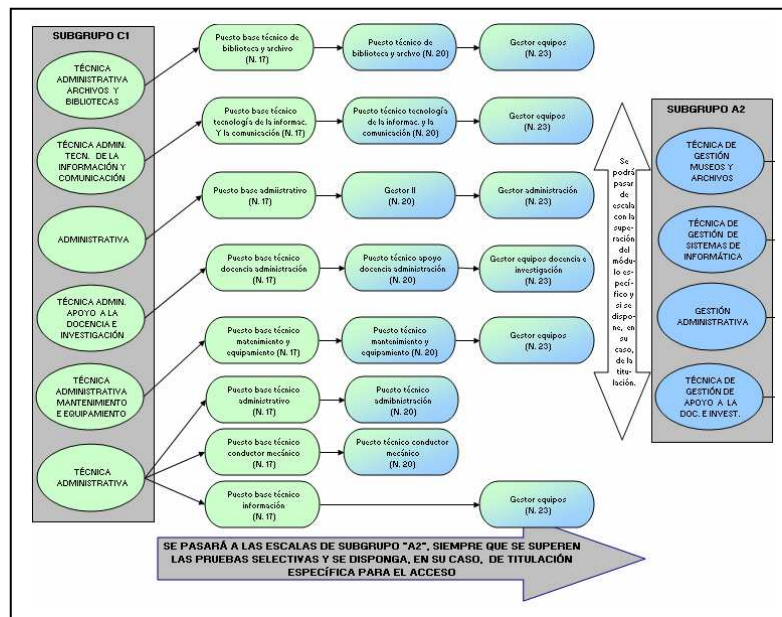 SUBGRUPO C1
TÉCNICA
ADMINISTRATIVA
ARCHIVOS Y
BIBLIOTECAS
Puesto base técnico de
biblioteca y archivo
(N. 17)
Puesto técnico de
biblioteca y archvo (N. 20)
Gestor equipos
(N. 23)
TÉCNICA ADMIN.
TECN. DE LA
INFORMACIÓN Y
COMUNICACIÓN
Puesto base técnico
tecnología de la informac.
Y la comunicación (N. 17)
Puesto técnico tecnología
de la informac. y la
comunicación (N. 20)
Gestor equipos
(N. 23)
ADMINISTRATIVA
Puesto base admiistrativo
(N. 17)
Gestor II
(N. 20)
Gestor administración
(N. 23)
TÉCNICA ADMIN.
APOYO A LA
DOCENCIA E
INVESTIGACIÓN
Puesto base técnico
docencia administración
(N. 17)
Puesto técnico apoyo
docencia administración
(N. 20)
Gestor equipos docencia e
investigación
(N. 23)
TÉCNICA
ADMINISTRATIVA
MANTENIMIENTO
E EQUIPAMIENTO
Puesto base técnico
matenimiento y
equipamiento (N. 17)
Puesto técnico
mantenimiento y
equipamiento (N. 20)
Gestor equipos
(N. 23)
TÉCNICA
ADMINISTRATIVA
Puesto base técnico
administrativo
(N. 17)
Puesto técnico
admibnistración
(N. 20)
Puesto base técnico
conductor mecánico
(N. 17)
Puesto técnico conductor
mecánico
(N. 20)
Puesto base técnico
información
(N. 17)
Gestor equipos
(N. 23)
Se
podrá
pasar
de
escala
con la
supe-
ración
del
módu-
lo es-
pecífi-
co y
si se
dis-
pone,
en
su
caso,
de la
titu-
lación.
SUBGRUPO A2
TÉCNICA DE
GESTIÓN
MUSEOS Y
ARCHIVOS
TÉCNICA DE
GESTIÓN DE
SISTEMAS DE
INFORMÁTICA
GESTIÓN
ADMINISTRATIVA
TÉCNICA DE
GESTIÓN DE
APOYO A LA
DOC. E INVEST.
SE PASARÁ A LAS ESCALAS DE SUBGRUPO "A2", SIEMPRE QUE SE SUPEREN
LAS PRUEBAS SELECTIVAS Y SE DISPONGA, EN SU CASO, DE TITULACIÓN
ESPECÍFICA PARA EL ACCESO